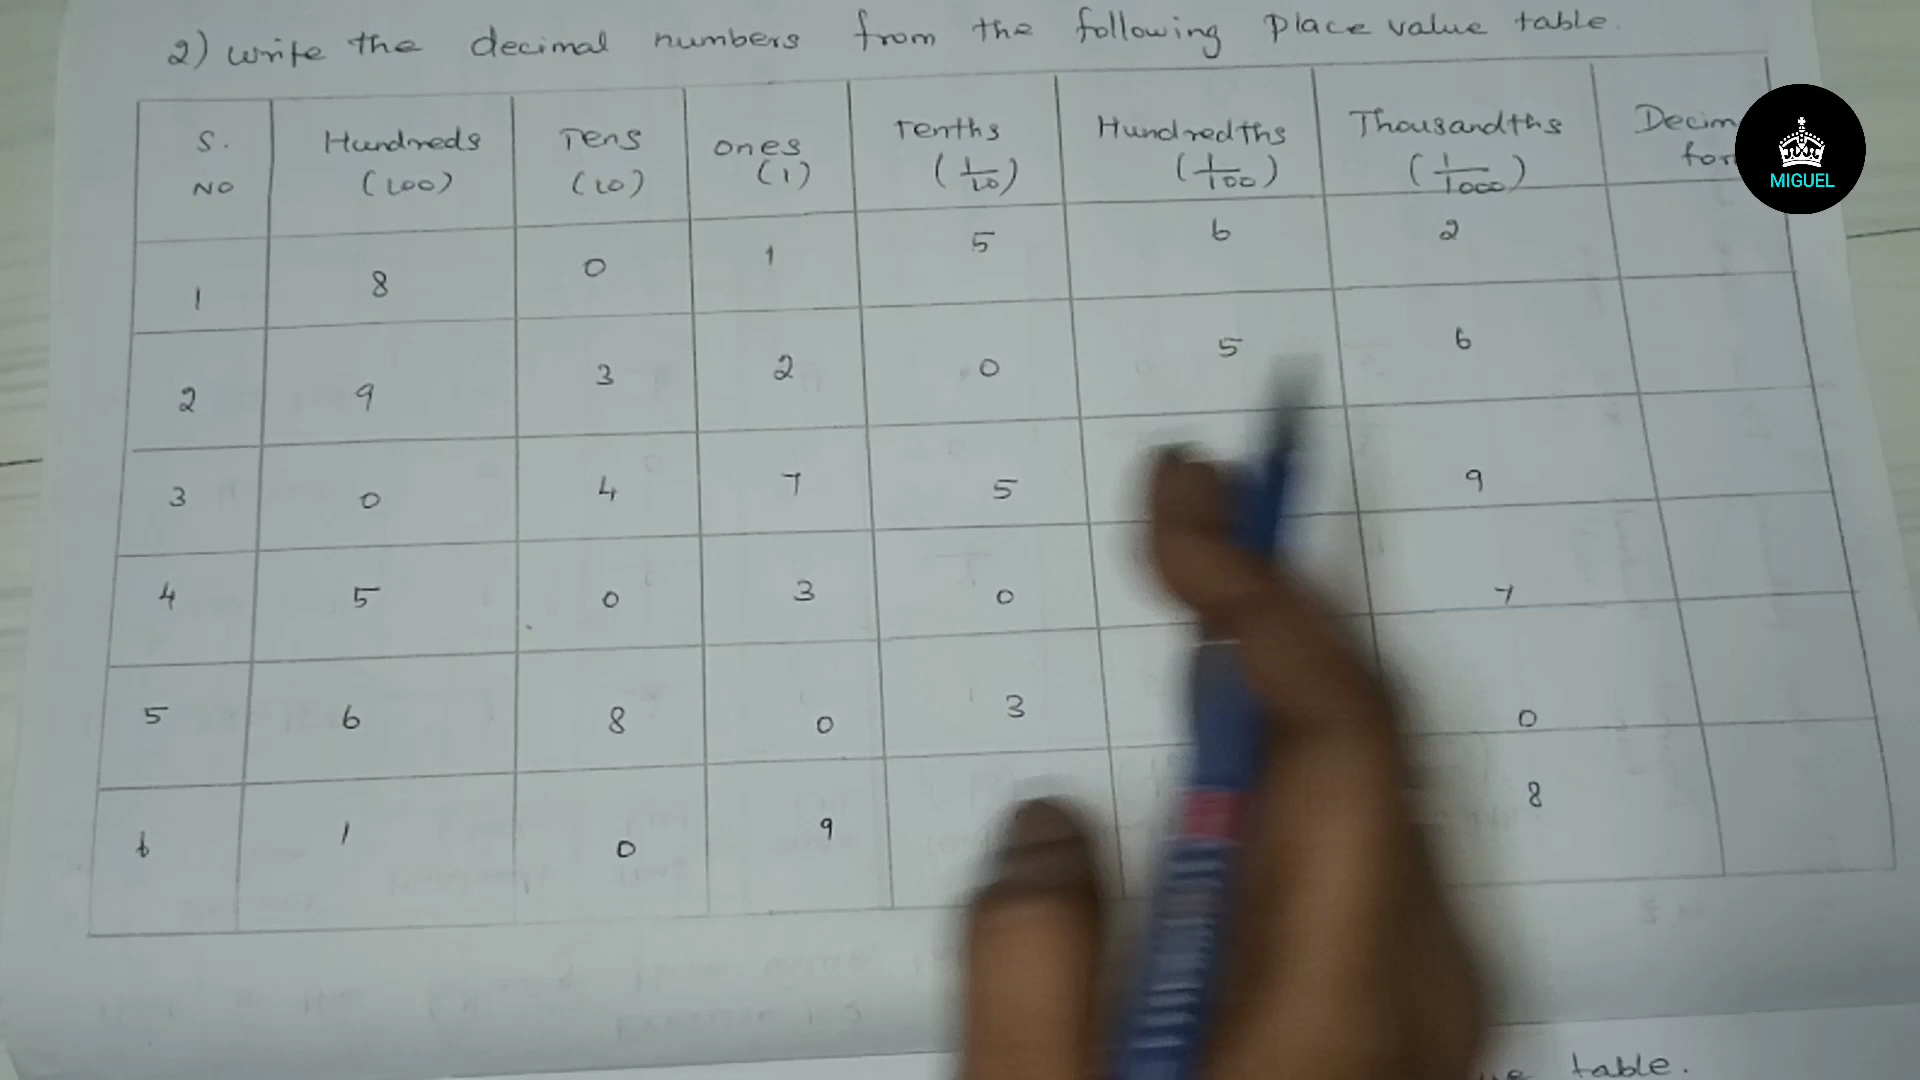 2) write the decimal numbers from the following place value table.
S. NO Hundreds (100) Tens (10) ones (1) Tenths (1/10) Hundredths (1/100) Thousandths (1/1000)
1 8 0 1 5 6 2
2 9 3 2 0 5 6
3 0 4 7 5 9
4 5 0 3 0 7
5 6 8 0 3 0
6 1 0 9 8
table.
MIGUEL